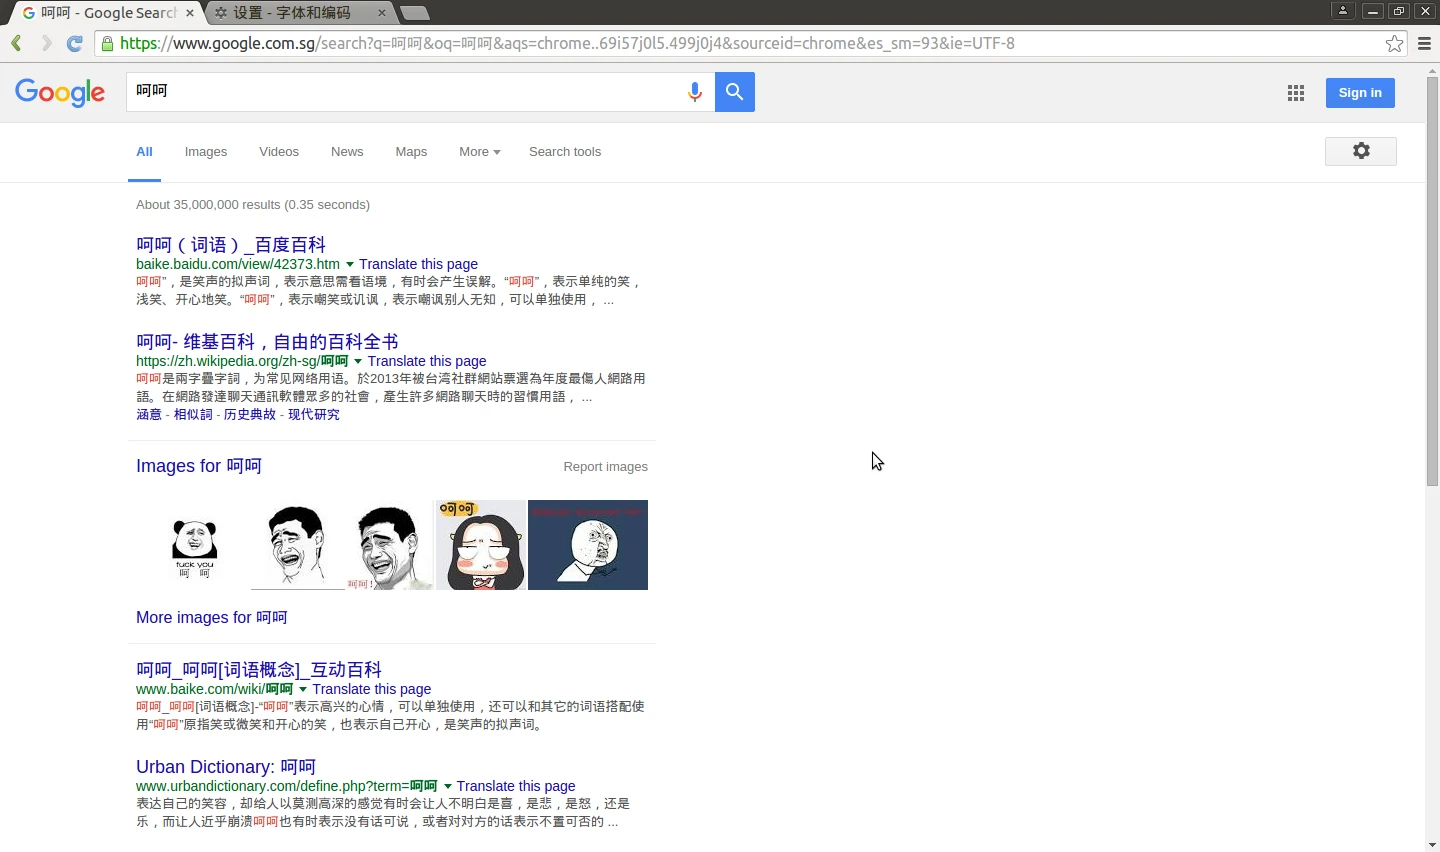 呵呵 - Google Search
设置 - 字体和编码
https://www.google.com.sg/search?q=呵呵&oq=呵呵&aqs=chrome..69i57j0l5.499j0j4&sourceid=chrome&es_sm=93&ie=UTF-8
Google
呵呵
Sign in
All Images Videos News Maps More Search tools
About 35,000,000 results (0.35 seconds)
呵呵（词语）_百度百科
baike.baidu.com/view/42373.htm Translate this page
呵呵”，是笑声的拟声词，表示意思需看语境，有时会产生误解。“呵呵”，表示单纯的笑，
浅笑、开心地笑。“呵呵”，表示嘲笑或讥讽，表示嘲讽别人无知，可以单独使用， ...
呵呵- 维基百科，自由的百科全书
https://zh.wikipedia.org/zh-sg/呵呵 Translate this page
呵呵是兩字疊字詞，为常见网络用语。於2013年被台湾社群網站票選為年度最傷人網路用
語。在網路發達聊天通訊軟體眾多的社會，產生許多網路聊天時的習慣用語， ...
涵意 - 相似詞 - 历史典故 - 现代研究
Images for 呵呵
Report images
fuck you
呵 呵
呵呵!
呵呵
More images for 呵呵
呵呵_呵呵[词语概念]_互动百科
www.baike.com/wiki/呵呵 Translate this page
呵呵_呵呵[词语概念]-“呵呵”表示高兴的心情，可以单独使用，还可以和其它的词语搭配使
用“呵呵”原指笑或微笑和开心的笑，也表示自己开心，是笑声的拟声词。
Urban Dictionary: 呵呵
www.urbandictionary.com/define.php?term=呵呵 Translate this page
表达自己的笑容，却给人以莫测高深的感觉有时会让人不明白是喜，是悲，是怒，还是
乐，而让人近乎崩溃呵呵也有时表示没有话可说，或者对对方的话表示不置可否的 ...